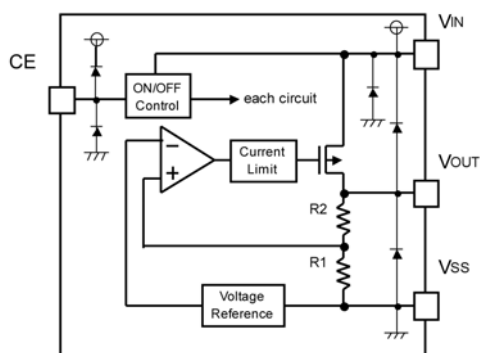 VIN
CE
ON/OFF
Control
each circuit
−
+
Current
Limit
VOUT
R2
R1
VSS
Voltage
Reference